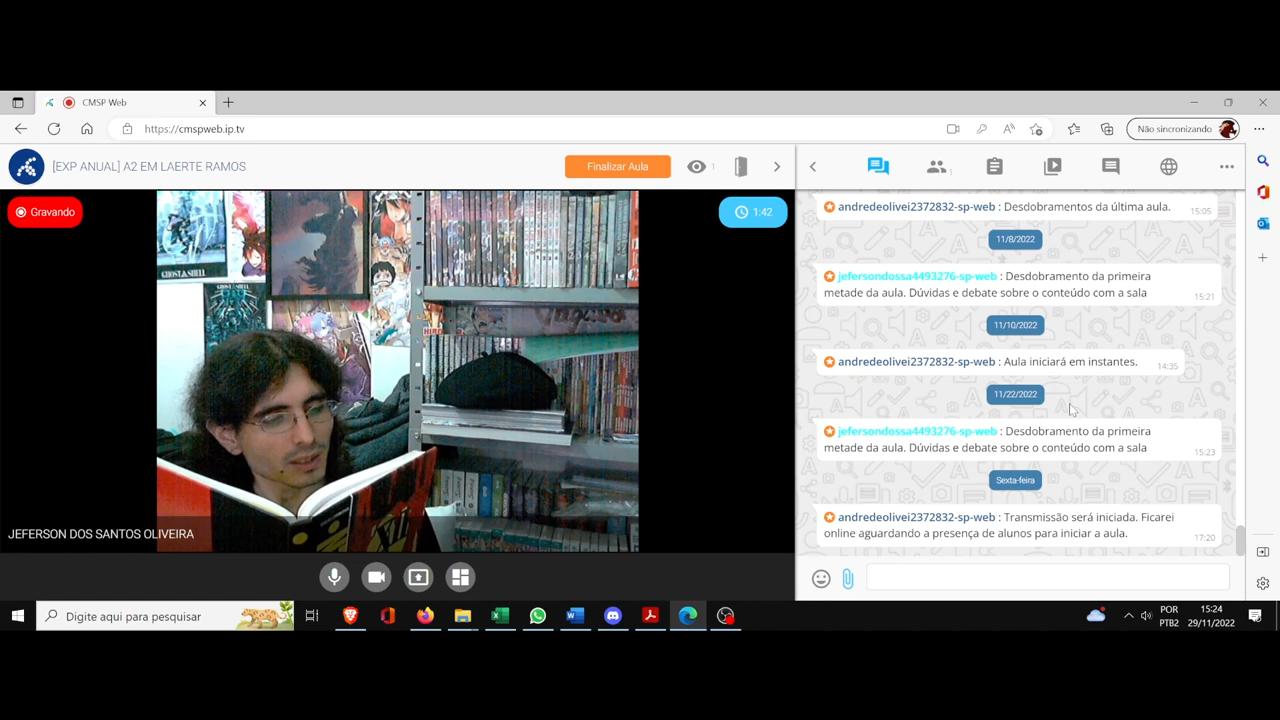 CMSP Web
https://cmspweb.ip.tv
Não sincronizando
[EXP ANUAL] A2 EM LAERTE RAMOS
Finalizar Aula
1
Gravando
1:42
GHOST IN THE SHELL
JEFERSON DOS SANTOS OLIVEIRA
1
andredeolivei2372832-sp-web : Desdobramentos da última aula.
15:05
11/8/2022
jefersondossa4493276-sp-web : Desdobramento da primeira
metade da aula. Dúvidas e debate sobre o conteúdo com a sala
15:21
11/10/2022
andredeolivei2372832-sp-web : Aula iniciará em instantes.
14:35
11/22/2022
jefersondossa4493276-sp-web : Desdobramento da primeira
metade da aula. Dúvidas e debate sobre o conteúdo com a sala
15:23
Sexta-feira
andredeolivei2372832-sp-web : Transmissão será iniciada. Ficarei
online aguardando a presença de alunos para iniciar a aula.
17:20
Digite aqui para pesquisar
POR
PTB2
15:24
29/11/2022